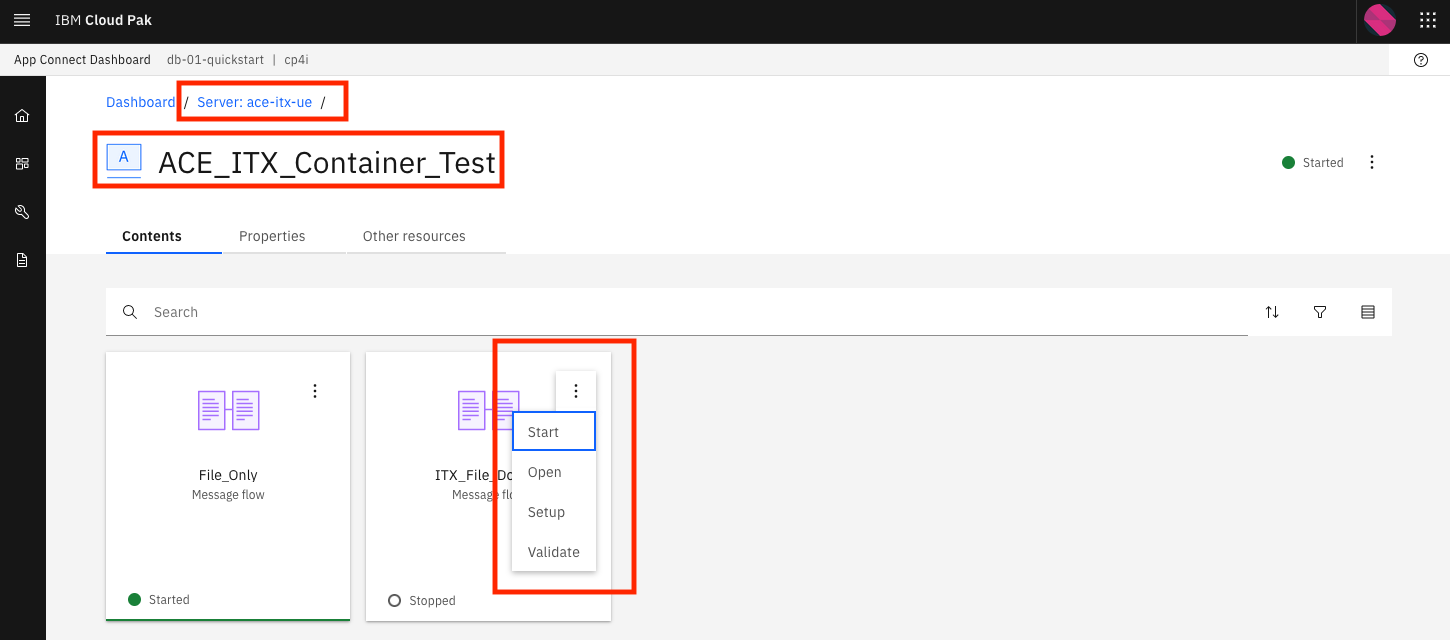 IBM Cloud Pak
App Connect Dashboard db-01-quickstart | cp4i
Dashboard / Server: ace-itx-ue /
A ACE_ITX_Container_Test
Started
Contents Properties Other resources
Search
File_Only
Message flow
Started
ITX_File_Do
Message flo
Stopped
Start
Open
Setup
Validate